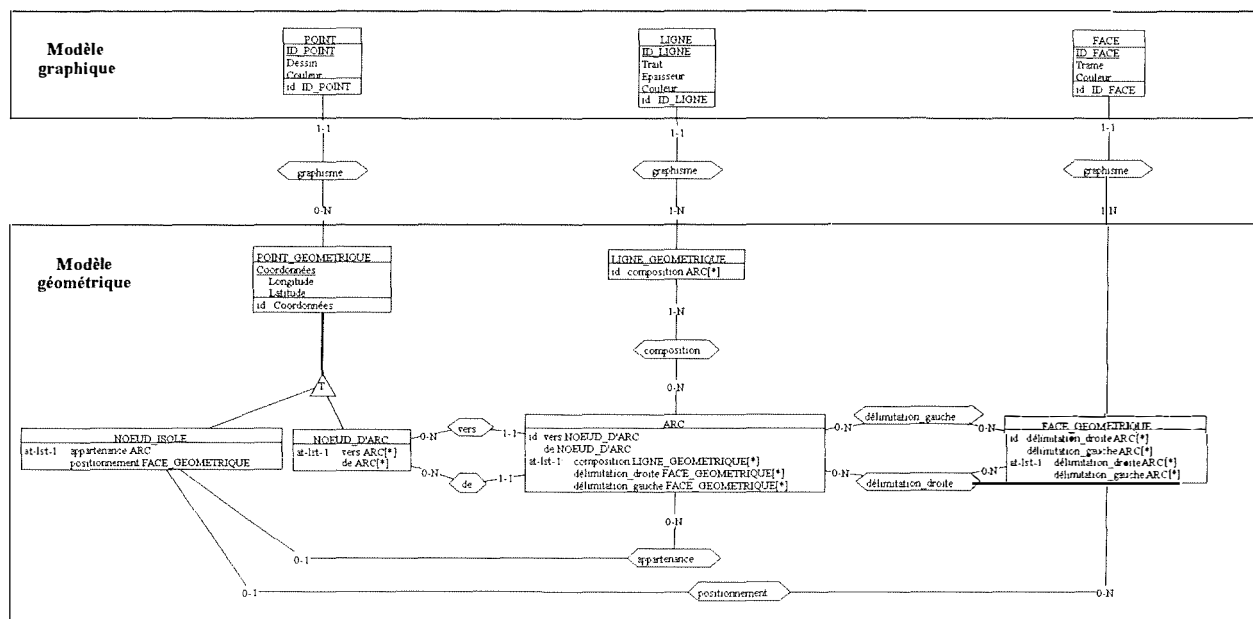 Modèle
graphique
POINT
ID_POINT
Dessin
Couleur
id ID_POINT
LIGNE
ID_LIGNE
Trait
Epaisseur
Couleur
id ID_LIGNE
FACE
ID_FACE
Trame
Couleur
id ID_FACE
1-1
1-1
1-1
graphisme
graphisme
graphisme
0-N
1-N
1-N
Modèle
géométrique
POINT_GEOMETRIQUE
Coordonnées
Longitude
Latitude
id Coordonnées
LIGNE_GEOMETRIQUE
id composition ARC[*]
1-N
composition
0-N
T
NOEUD_ISOLE
at-lst-1 appartenance ARC
positionnement FACE_GEOMETRIQUE
NOEUD_D'ARC
at-lst-1 vers ARC[*]
de ARC[*]
0-N
vers
1-1
0-N
de
1-1
ARC
id vers NOEUD_D'ARC
de NOEUD_D'ARC
at-lst-1 composition LIGNE_GEOMETRIQUE[*]
délimitation_droite FACE_GEOMETRIQUE[*]
délimitation_gauche FACE_GEOMETRIQUE[*]
0-N
délimitation_gauche
0-N
0-N
délimitation_droite
0-N
FACE_GEOMETRIQUE
id délimitation_droite ARC[*]
délimitation_gauche ARC[*]
at-lst-1 délimitation_droite ARC[*]
délimitation_gauche ARC[*]
0-N
0-1
appartenance
0-1
positionnement
0-N